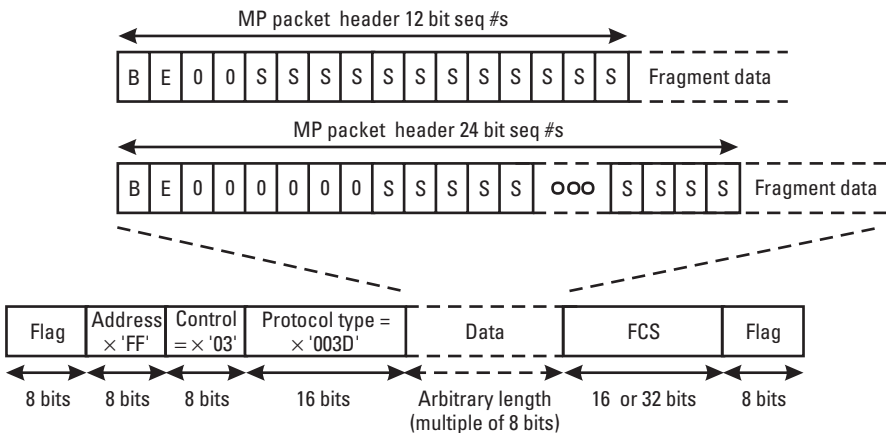 MP packet header 12 bit seq #s
B E 0 0 S S S S S S S S S S S S Fragment data
MP packet header 24 bit seq #s
B E 0 0 0 0 0 0 S S S S S ooo S S S S Fragment data
Flag
Address
× 'FF'
Control
= × '03'
Protocol type =
× '003D'
Data
FCS
Flag
8 bits
8 bits
8 bits
16 bits
Arbitrary length
(multiple of 8 bits)
16 or 32 bits
8 bits